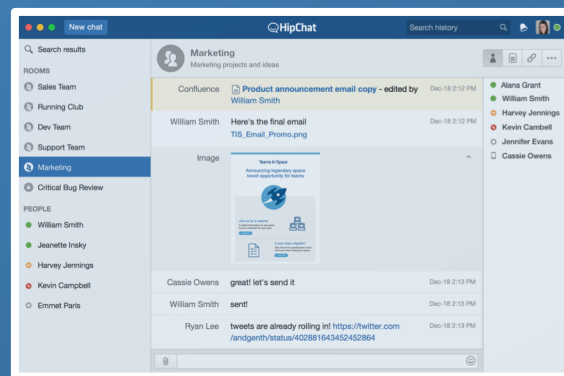 New chat
HipChat
Search history
Search results
ROOMS
Sales Team
Running Club
Dev Team
Support Team
Marketing
Critical Bug Review
PEOPLE
William Smith
Jeanette Insky
Harvey Jennings
Kevin Campbell
Emmet Paris
Marketing
Marketing projects and ideas
Confluence
Product announcement email copy - edited by
William Smith
Dec-18 2:12 PM
William Smith
Here's the final email
TIS_Email_Promo.png
Dec-18 2:12 PM
Image
Teams In Space
Announcing legendary space
travel opportunity for teams
Cassie Owens
great! let's send it
Dec-18 2:13 PM
William Smith
sent!
Dec-18 2:13 PM
Ryan Lee
tweets are already rolling in! https://twitter.com
/andgenth/status/402881643452452864
Dec-18 2:13 PM
Alana Grant
William Smith
Harvey Jennings
Kevin Cambell
Jennifer Evans
Cassie Owens